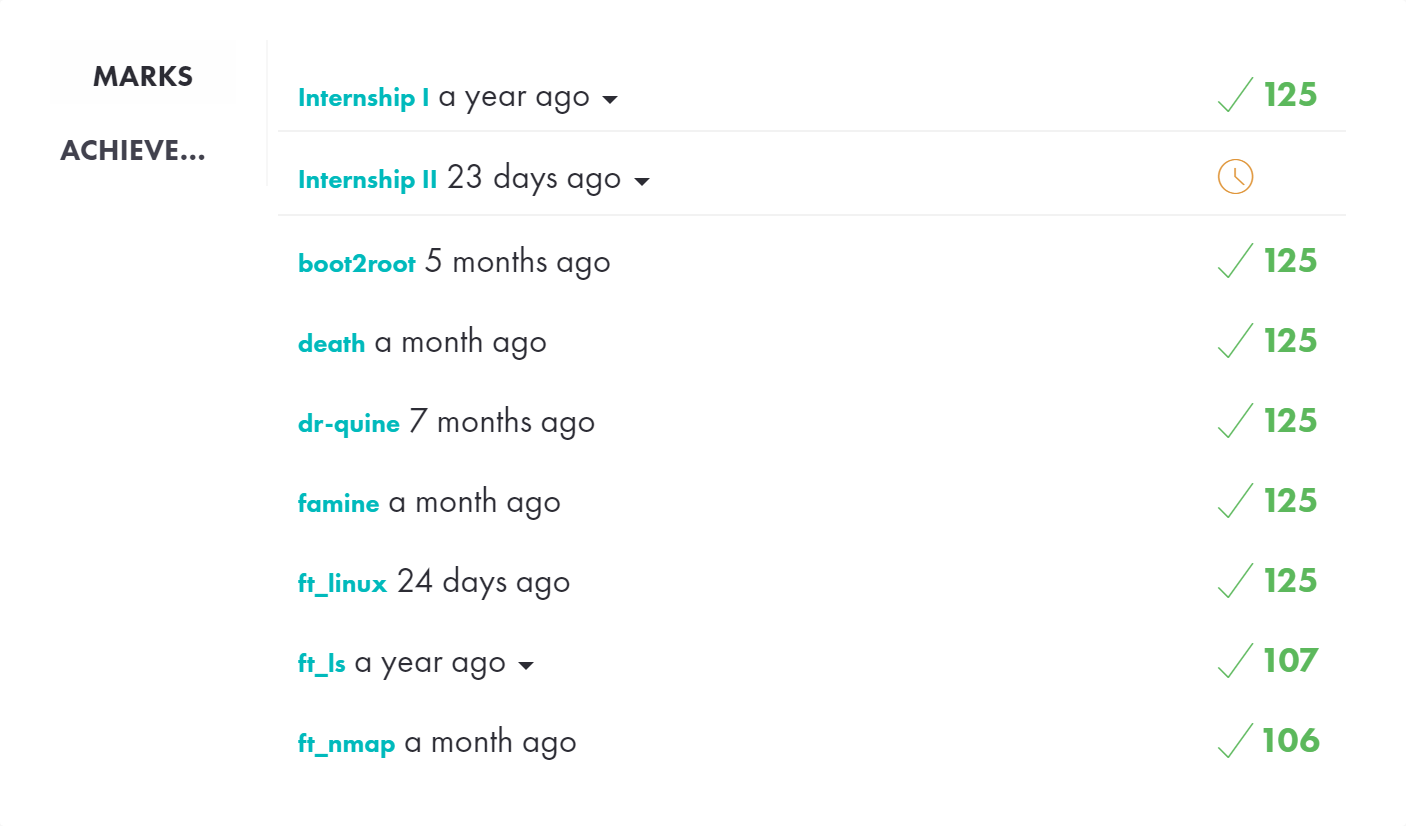 MARKS
ACHIEVE...
Internship I a year ago 125
Internship II 23 days ago
boot2root 5 months ago 125
death a month ago 125
dr-quine 7 months ago 125
famine a month ago 125
ft_linux 24 days ago 125
ft_ls a year ago 107
ft_nmap a month ago 106